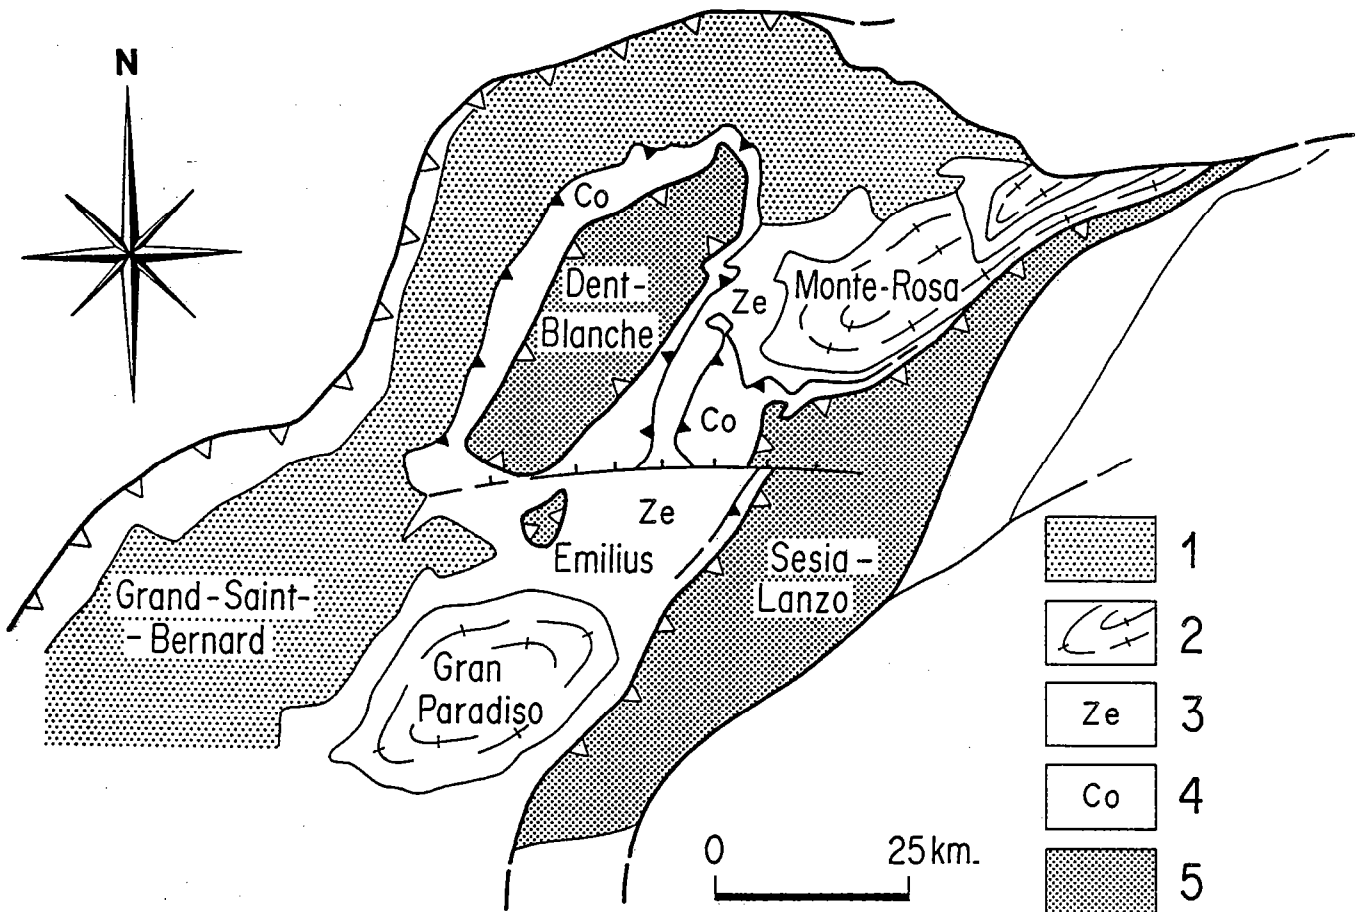 N
Co
Dent-
Blanche
Ze
Monte-Rosa
Co
Ze
Emilius
Sesia-
Lanzo
Grand-Saint-
-Bernard
Gran
Paradiso
1
2
Ze 3
Co 4
5
0 25 km.